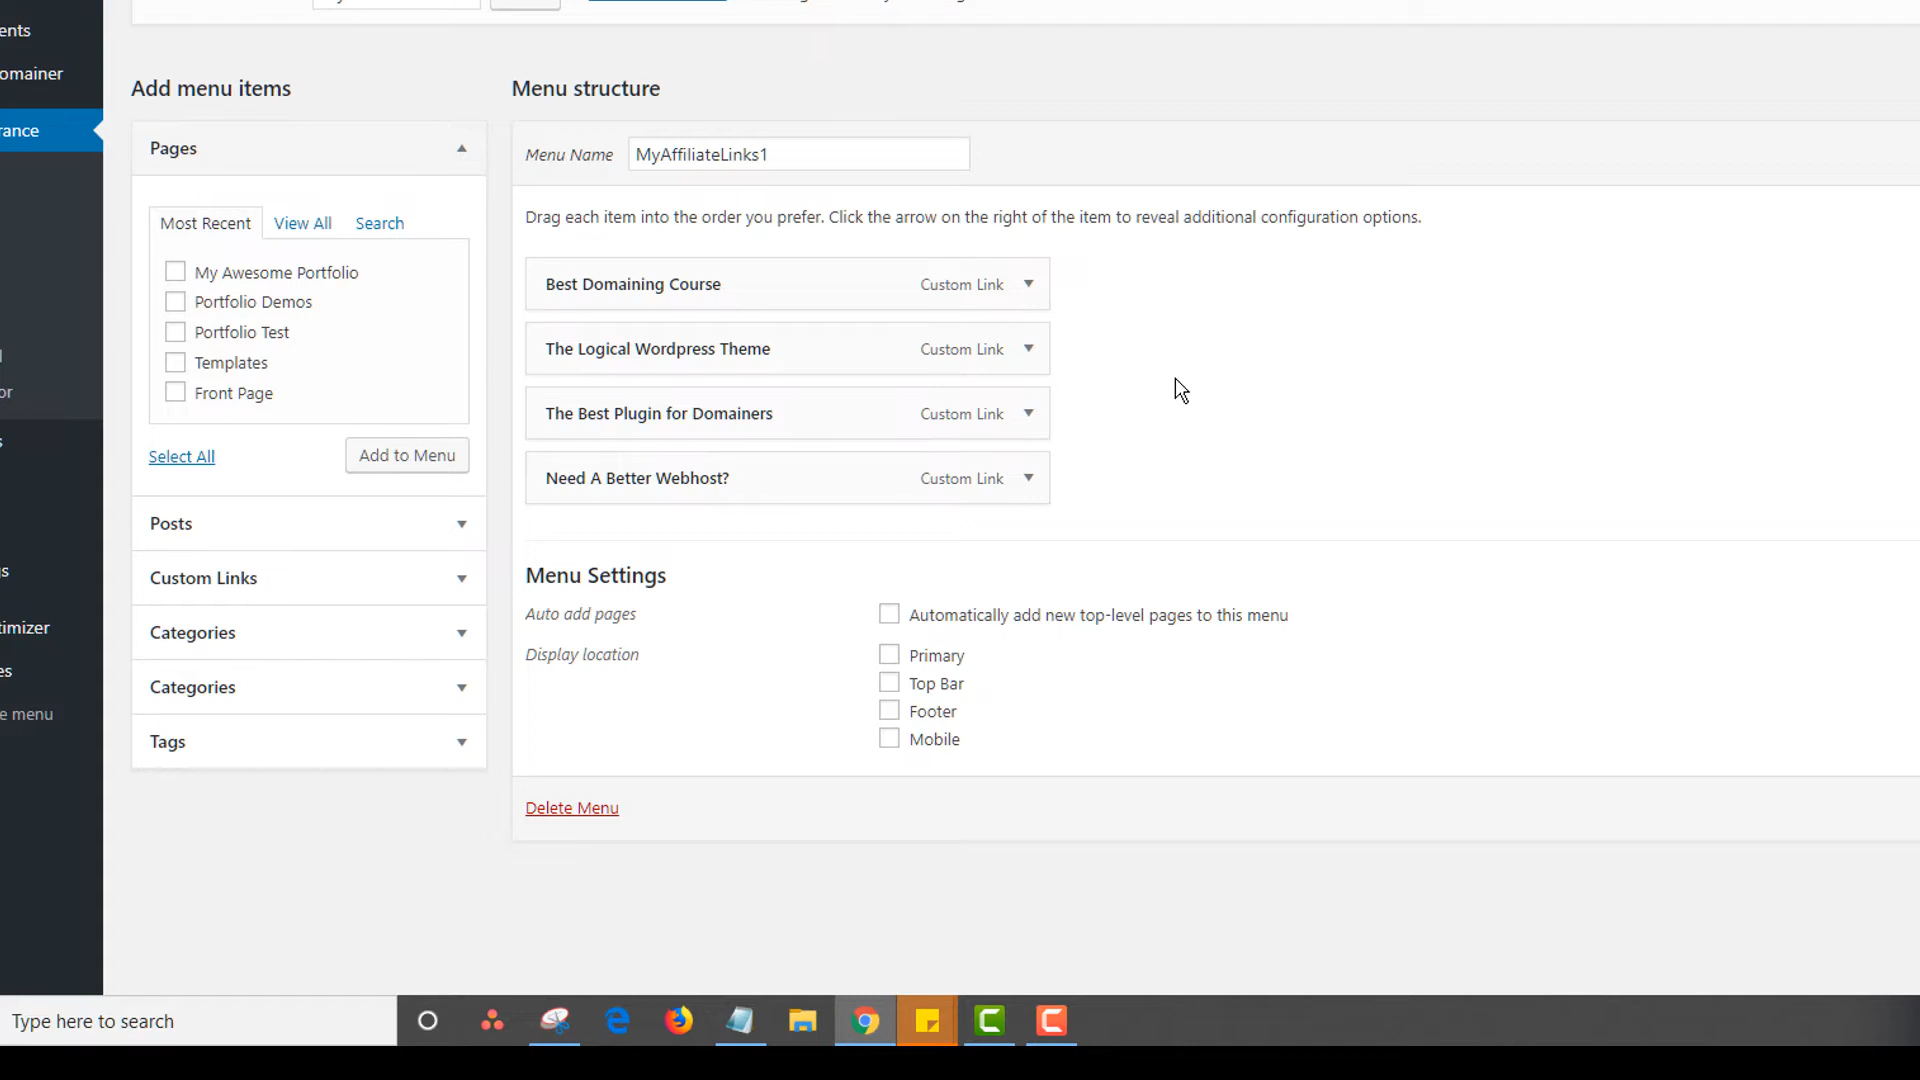 ents
omainer
rance
or
s
gs
timizer
es
e menu
Add menu items
Pages
Most Recent View All Search
My Awesome Portfolio
Portfolio Demos
Portfolio Test
Templates
Front Page
Select All Add to Menu
Posts
Custom Links
Categories
Categories
Tags
Menu structure
Menu Name MyAffiliateLinks1
Drag each item into the order you prefer. Click the arrow on the right of the item to reveal additional configuration options.
Best Domaining Course Custom Link
The Logical Wordpress Theme Custom Link
The Best Plugin for Domainers Custom Link
Need A Better Webhost? Custom Link
Menu Settings
Auto add pages Automatically add new top-level pages to this menu
Display location Primary
Top Bar
Footer
Mobile
Delete Menu
Type here to search